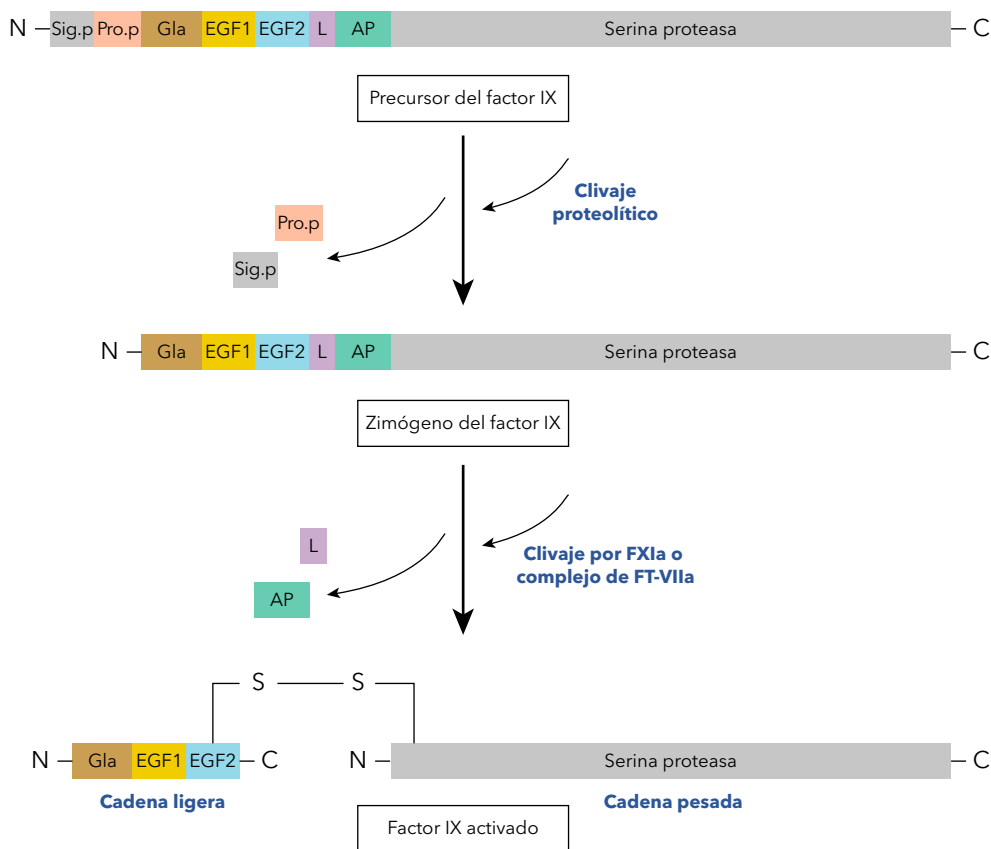 N Sig.p Pro.p Gla EGF1 EGF2 L AP Serina proteasa C
Precursor del factor IX
Clivaje
proteolítico
Pro.p
Sig.p
N Gla EGF1 EGF2 L AP Serina proteasa C
Zimógeno del factor IX
Clivaje por FXIa o
complejo de FT-VIIa
L
AP
S S
N Gla EGF1 EGF2 C N Serina proteasa C
Cadena ligera Cadena pesada
Factor IX activado